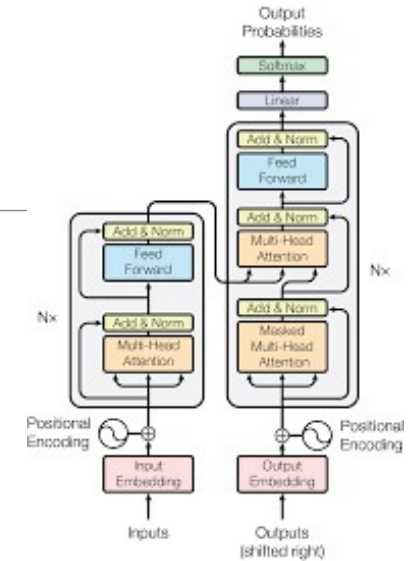 Output
Probabilities
Softmax
Linear
Add & Norm
Feed
Forward
Add & Norm
Multi-Head
Attention
Add & Norm
Masked
Multi-Head
Attention
Nx
Add & Norm
Feed
Forward
Add & Norm
Multi-Head
Attention
Nx
Positional
Encoding
Positional
Encoding
Input
Embedding
Output
Embedding
Inputs
Outputs
(shifted right)